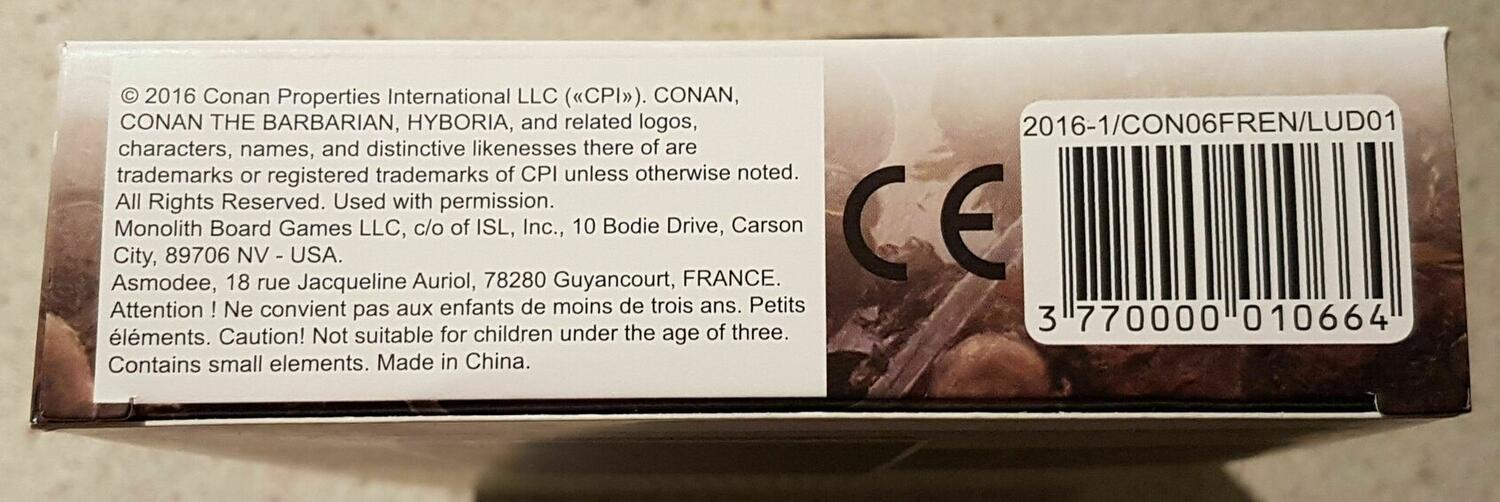 © 2016 Conan Properties International LLC («CPI»). CONAN,
CONAN THE BARBARIAN, HYBORIA, and related logos,
characters, names, and distinctive likenesses there of are
trademarks or registered trademarks of CPI unless otherwise noted.
All Rights Reserved. Used with permission.
Monolith Board Games LLC, c/o of ISL, Inc., 10 Bodie Drive, Carson
City, 89706 NV - USA.
Asmodee, 18 rue Jacqueline Auriol, 78280 Guyancourt, FRANCE.
Attention ! Ne convient pas aux enfants de moins de trois ans. Petits
éléments. Caution! Not suitable for children under the age of three.
Contains small elements. Made in China.
CE
2016-1/CON06FREN/LUD01
3 770000 010664